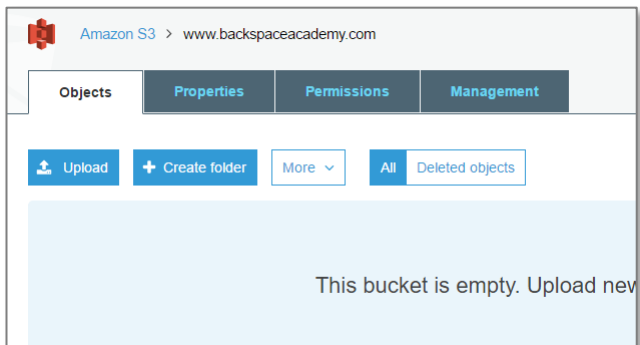 Amazon S3 > www.backspaceacademy.com
Objects Properties Permissions Management
Upload + Create folder More All Deleted objects
This bucket is empty. Upload new